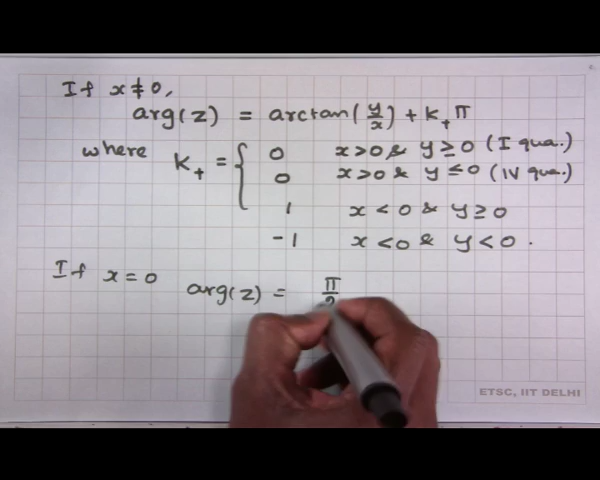 If x ≠ 0,
arg(z) = arctan(y/x) + k₊ π
where k₊ = { 0 x>0 & y ≥ 0 (I qua.)
0 x>0 & y ≤ 0 (IV qua.)
1 x < 0 & y ≥ 0
-1 x < 0 & y < 0 .
If x = 0 arg(z) = π/2
ETSC, IIT DELHI